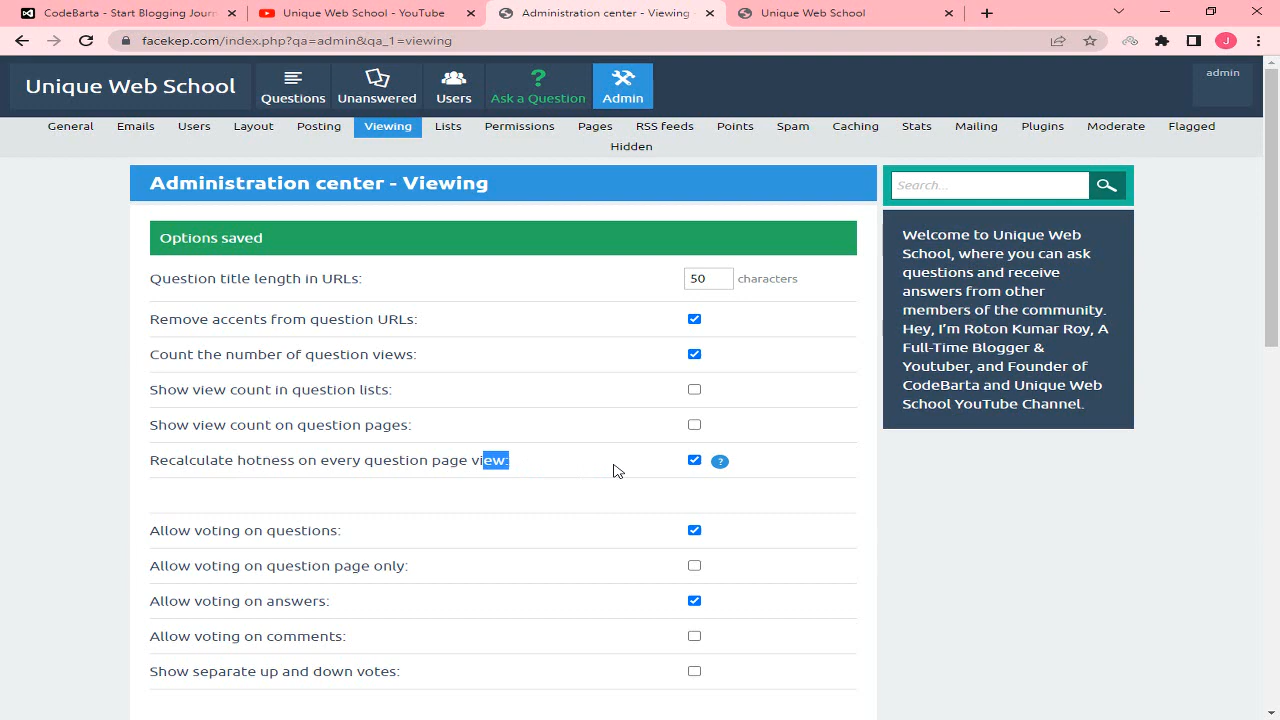 CodeBarta - Start Blogging Journ
Unique Web School - YouTube
Administration center - Viewing
Unique Web School
facekep.com/index.php?qa=admin&qa_1=viewing
J
Unique Web School
Questions
Unanswered
Users
Ask a Question
Admin
admin
General Emails Users Layout Posting Viewing Lists Permissions Pages RSS feeds Points Spam Caching Stats Mailing Plugins Moderate Flagged
Hidden
Administration center - Viewing
Options saved
Question title length in URLs: 50 characters
Remove accents from question URLs:
Count the number of question views:
Show view count in question lists:
Show view count on question pages:
Recalculate hotness on every question page view: ?
Allow voting on questions:
Allow voting on question page only:
Allow voting on answers:
Allow voting on comments:
Show separate up and down votes:
Search...
Welcome to Unique Web
School, where you can ask
questions and receive
answers from other
members of the community.
Hey, I'm Roton Kumar Roy, A
Full-Time Blogger &
Youtuber, and Founder of
CodeBarta and Unique Web
School YouTube Channel.